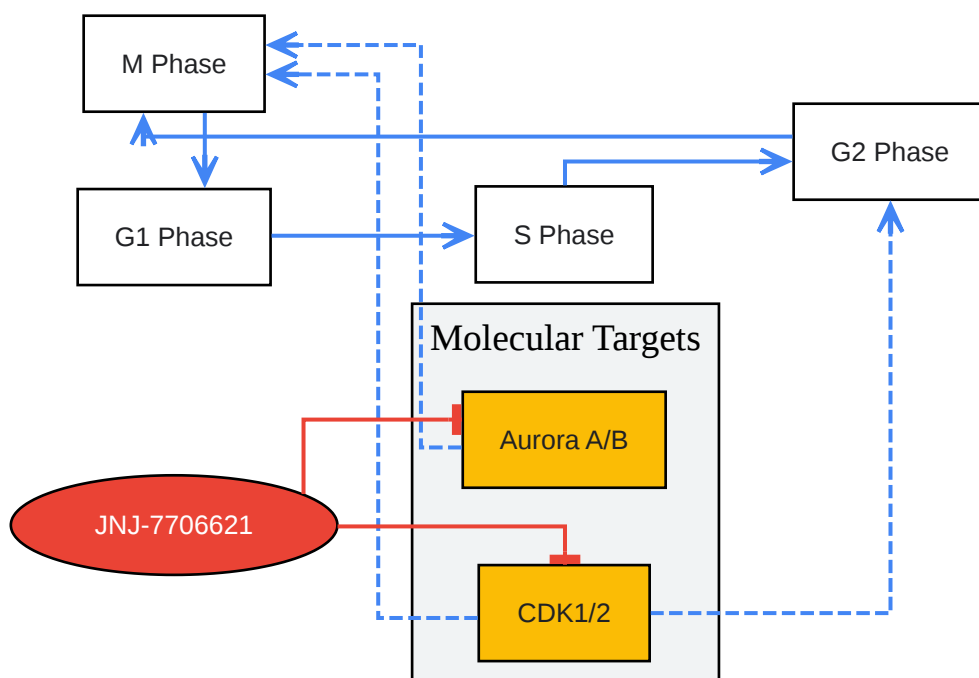 M Phase
G2 Phase
G1 Phase
S Phase
Molecular Targets
Aurora A/B
JNJ-7706621
CDK1/2